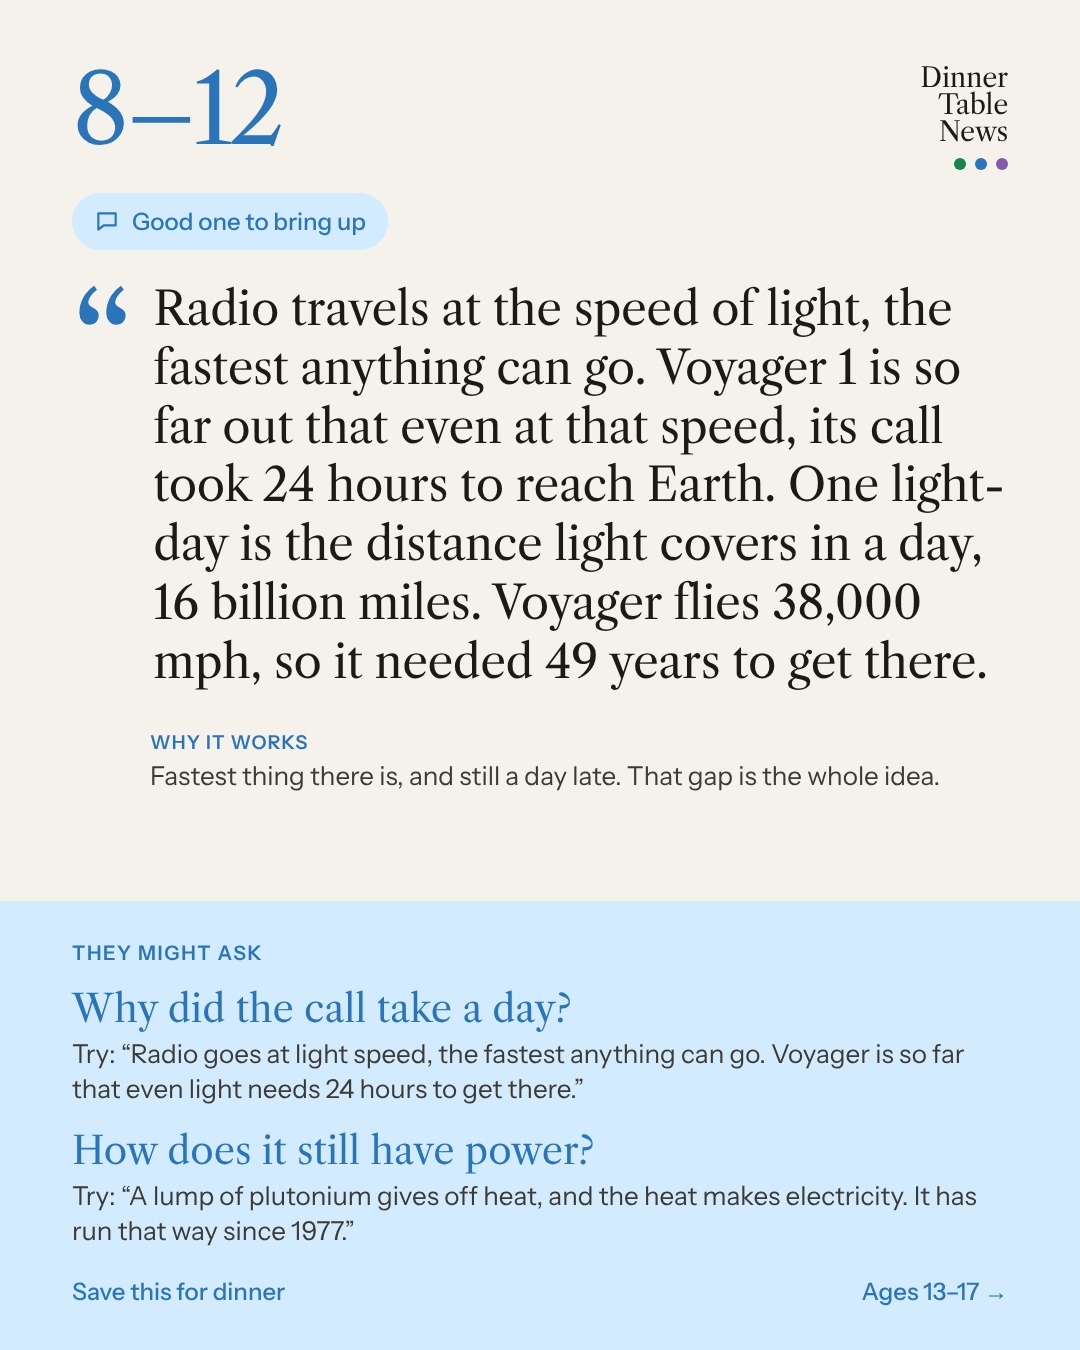 8–12
Dinner
Table
News
Good one to bring up
“Radio travels at the speed of light, the
fastest anything can go. Voyager 1 is so
far out that even at that speed, its call
took 24 hours to reach Earth. One light-
day is the distance light covers in a day,
16 billion miles. Voyager flies 38,000
mph, so it needed 49 years to get there.
WHY IT WORKS
Fastest thing there is, and still a day late. That gap is the whole idea.
THEY MIGHT ASK
Why did the call take a day?
Try: “Radio goes at light speed, the fastest anything can go. Voyager is so far
that even light needs 24 hours to get there.”
How does it still have power?
Try: “A lump of plutonium gives off heat, and the heat makes electricity. It has
run that way since 1977.”
Save this for dinner
Ages 13–17 →